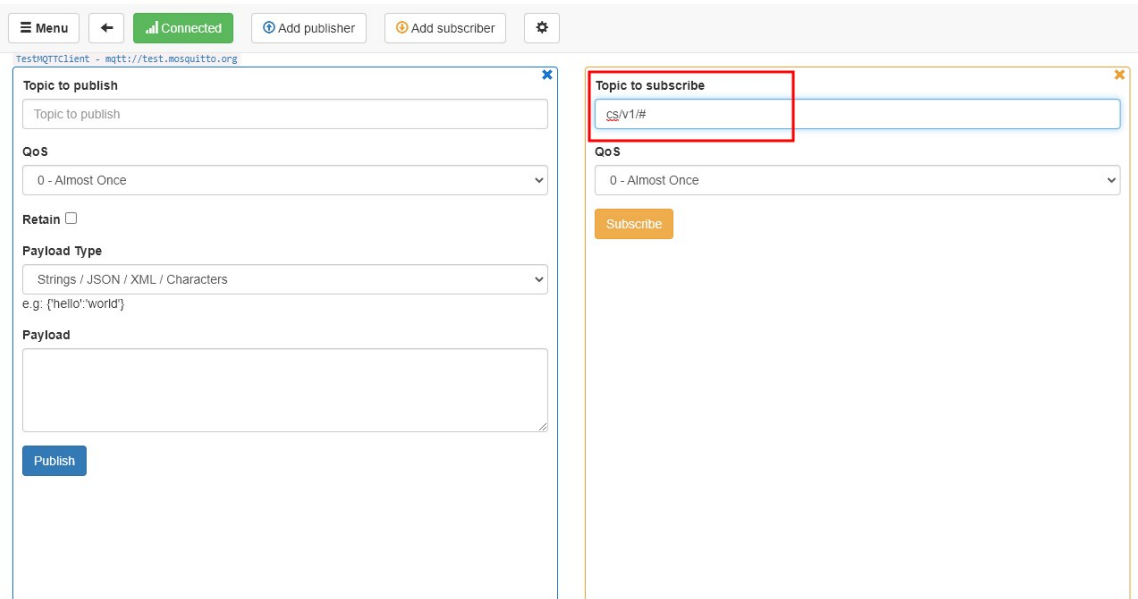 Menu
Connected
Add publisher
Add subscriber
TestMQTTClient - mqtt://test.mosquitto.org
Topic to publish
Topic to publish
QoS
0 - Almost Once
Retain
Payload Type
Strings / JSON / XML / Characters
e.g: {'hello':'world'}
Payload
Publish
Topic to subscribe
cs/v1/#
QoS
0 - Almost Once
Subscribe